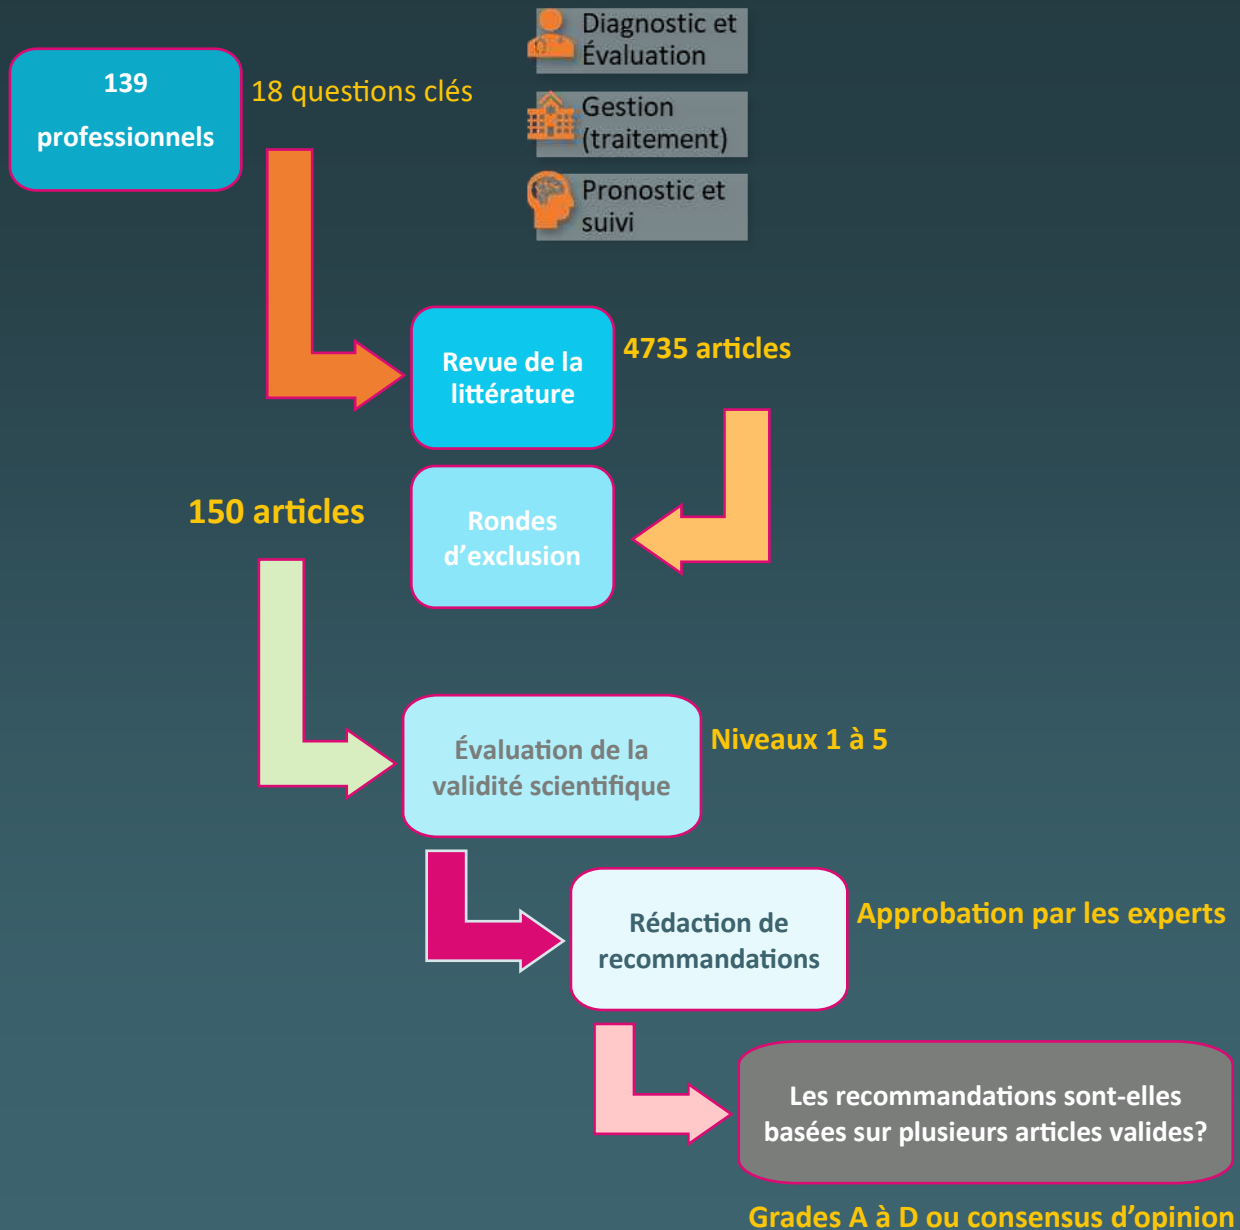 139
professionnels
18 questions clés
Diagnostic et
Évaluation
Gestion
(traitement)
Pronostic et
suivi
Revue de la
littérature
4735 articles
150 articles
Rondes
d’exclusion
Évaluation de la
validité scientifique
Niveaux 1 à 5
Rédaction de
recommandations
Approbation par les experts
Les recommandations sont-elles
basées sur plusieurs articles valides?
Grades A à D ou consensus d’opinion